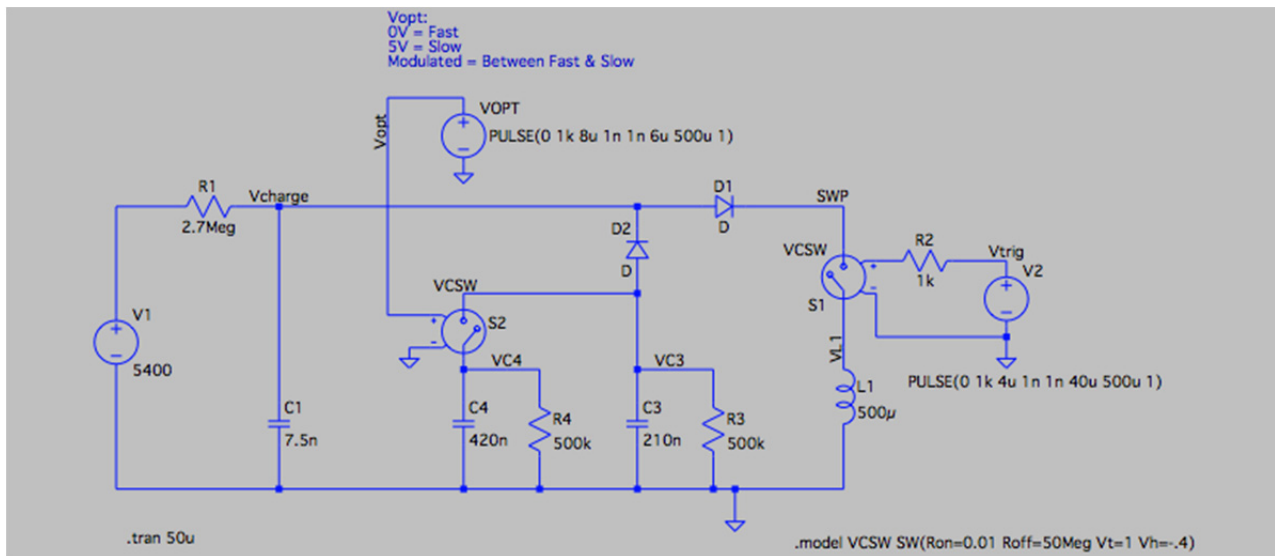 Vopt:
0V = Fast
5V = Slow
Modulated = Between Fast & Slow
VOPT
Vopt
PULSE(0 1k 8u 1n 1n 6u 500u 1)
R1
Vcharge
2.7Meg
D1
D
SWP
D2
D
VCSW
R2
1k
Vtrig
V2
S1
VCSW
S2
V1
5400
VC4
VC3
VL1
PULSE(0 1k 4u 1n 1n 40u 500u 1)
L1
500µ
C1
7.5n
C4
420n
R4
500k
C3
210n
R3
500k
.tran 50u
.model VCSW SW(Ron=0.01 Roff=50Meg Vt=1 Vh=-.4)